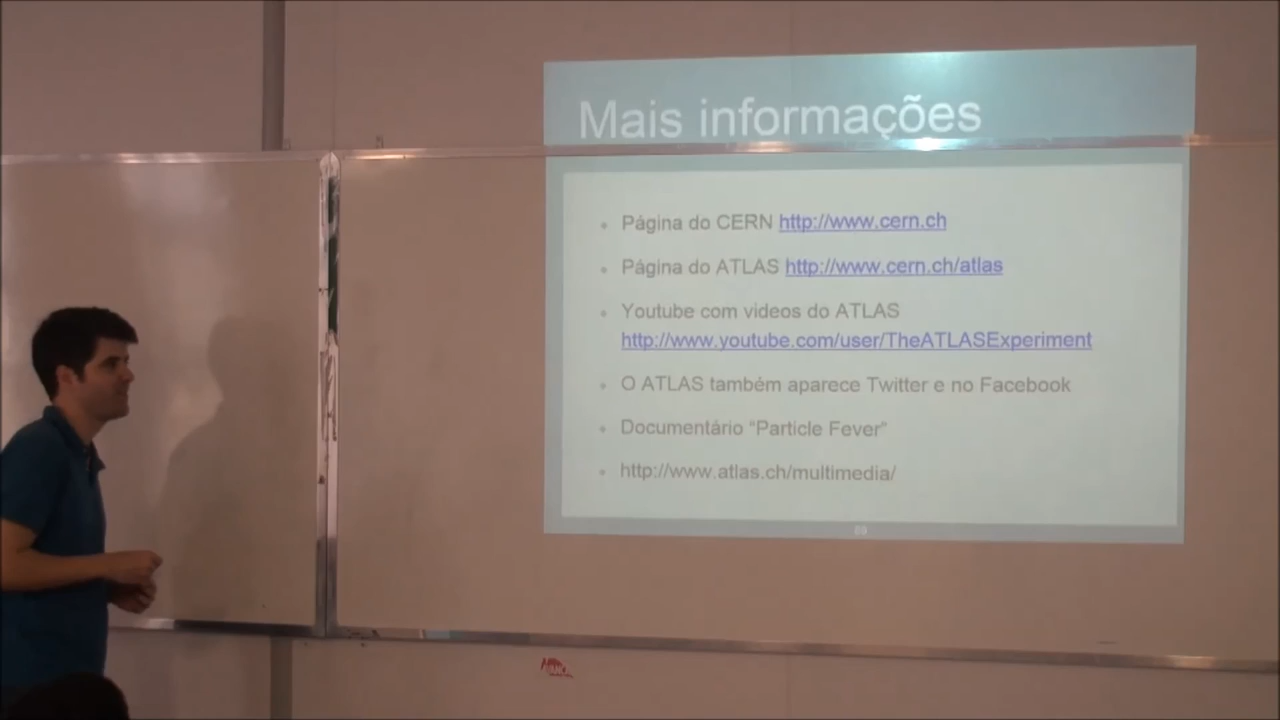 Mais informações
Página do CERN http://www.cern.ch
Página do ATLAS http://www.cern.ch/atlas
Youtube com videos do ATLAS
http://www.youtube.com/user/TheATLASExperiment
O ATLAS também aparece Twitter e no Facebook
Documentário “Particle Fever”
http://www.atlas.ch/multimedia/